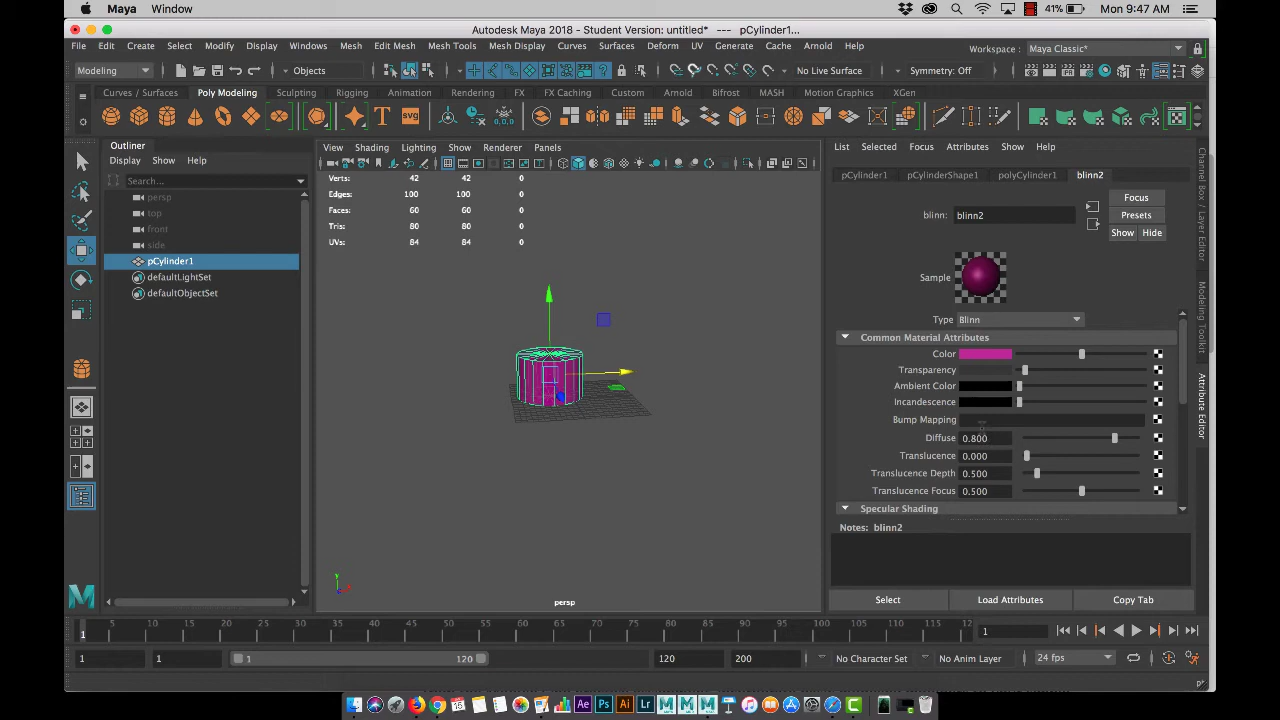 Maya Window 41% Mon 9:47 AM
Autodesk Maya 2018 - Student Version: untitled* --- pCylinder1...
File Edit Create Select Modify Display Windows Mesh Edit Mesh Mesh Tools Mesh Display Curves Surfaces Deform UV Generate Cache Arnold Help Workspace : Maya Classic*
Modeling Objects No Live Surface Symmetry: Off
Curves / Surfaces Poly Modeling Sculpting Rigging Animation Rendering FX FX Caching Custom Arnold Bifrost MASH Motion Graphics XGen
Outliner
Display Show Help
Search...
persp
top
front
side
pCylinder1
defaultLightSet
defaultObjectSet
View Shading Lighting Show Renderer Panels
Verts: 42 42 0
Edges: 100 100 0
Faces: 60 60 0
Tris: 80 80 0
UVs: 84 84 0
persp
List Selected Focus Attributes Show Help
pCylinder1 pCylinderShape1 polyCylinder1 blinn2
blinn: blinn2
Focus
Presets
Show Hide
Sample
Type Blinn
Common Material Attributes
Color
Transparency
Ambient Color
Incandescence
Bump Mapping
Diffuse 0.800
Translucence 0.000
Translucence Depth 0.500
Translucence Focus 0.500
Specular Shading
Notes: blinn2
Select Load Attributes Copy Tab
Channel Box / Layer Editor
Modeling Toolkit
Attribute Editor
1 5 10 15 20 25 30 35 40 45 50 55 60 65 70 75 80 85 90 95 100 105 110 115 12 1
1 1 1 120 120 200 No Character Set No Anim Layer 24 fps